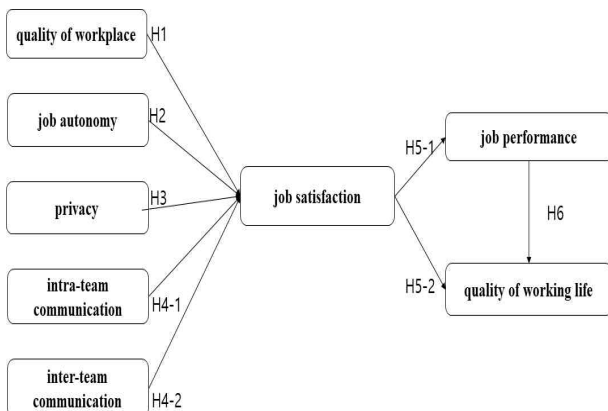 quality of workplace
H1
job autonomy
H2
privacy
H3
intra-team
communication
H4-1
inter-team
communication
H4-2
job satisfaction
H5-1
job performance
H6
H5-2
quality of working life